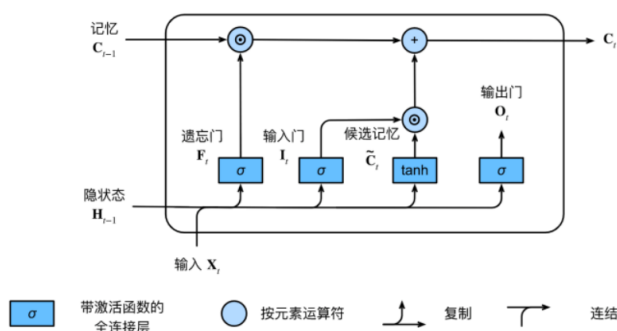 记忆
C_{t-1}
⊙
+
C_t
输出门
O_t
遗忘门
F_t
输入门
I_t
候选记忆
C̃_t
⊙
σ
σ
tanh
σ
隐状态
H_{t-1}
输入 X_t
σ
带激活函数的
全连接层
按元素运算符
复制
连结